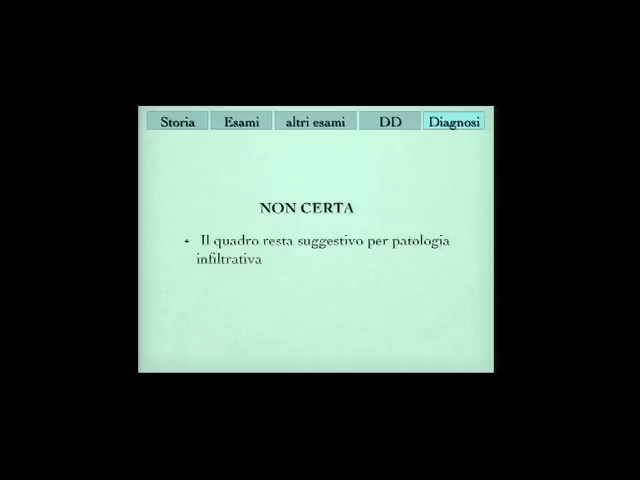 Storia Esami altri esami DD Diagnosi
NON CERTA
+ Il quadro resta suggestivo per patologia
infiltrativa